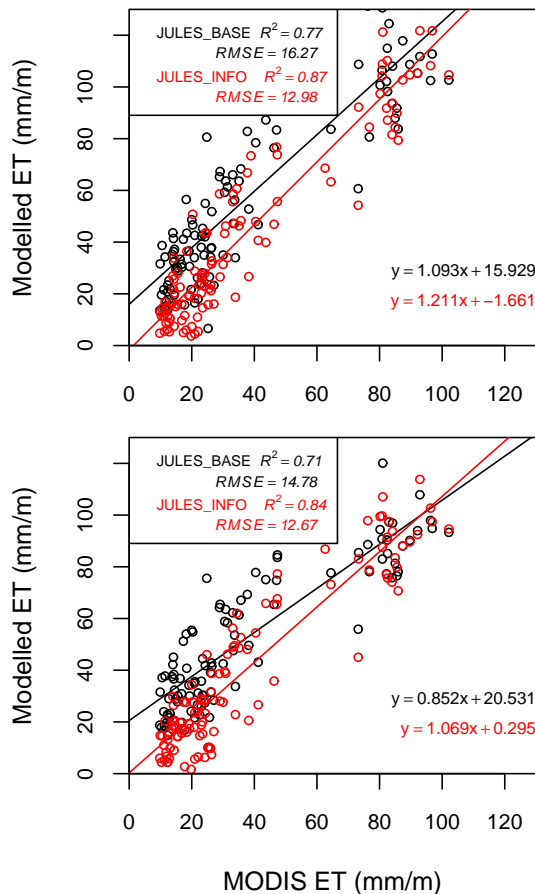 JULES_BASE R² = 0.77
RMSE = 16.27
JULES_INFO R² = 0.87
RMSE = 12.98
y = 1.093x + 15.929
y = 1.211x + −1.661
Modelled ET (mm/m)
0 20 40 60 80 100
0 20 40 60 80 100 120
JULES_BASE R² = 0.71
RMSE = 14.78
JULES_INFO R² = 0.84
RMSE = 12.67
y = 0.852x + 20.531
y = 1.069x + 0.295
Modelled ET (mm/m)
0 20 40 60 80 100
0 20 40 60 80 100 120
MODIS ET (mm/m)